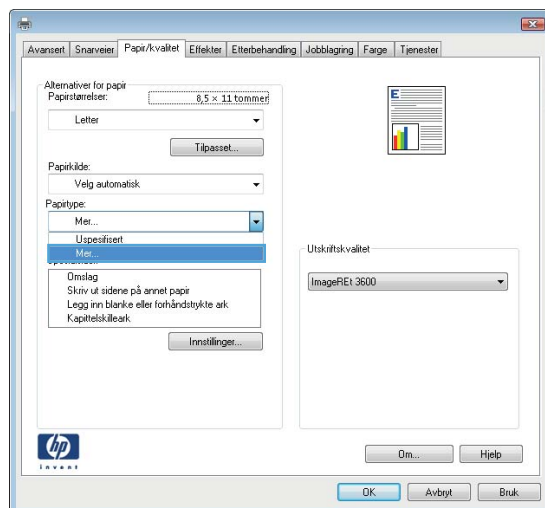 Avansert Snarveier Papir/kvalitet Effekter Etterbehandling Jobblagring Farge Tjenester
Alternativer for papir
Papirstørrelser: 8,5 × 11 tommer
Letter
Tilpasset...
Papirkilde:
Velg automatisk
Papirtype:
Mer...
Uspesifisert
Mer...
Omslag
Skriv ut sidene på annet papir
Legg inn blanke eller forhåndstrykte ark
Kapittelskilleark
Innstillinger...
E
Utskriftskvalitet
ImageREt 3600
hp
invent
Om... Hjelp
OK Avbryt Bruk